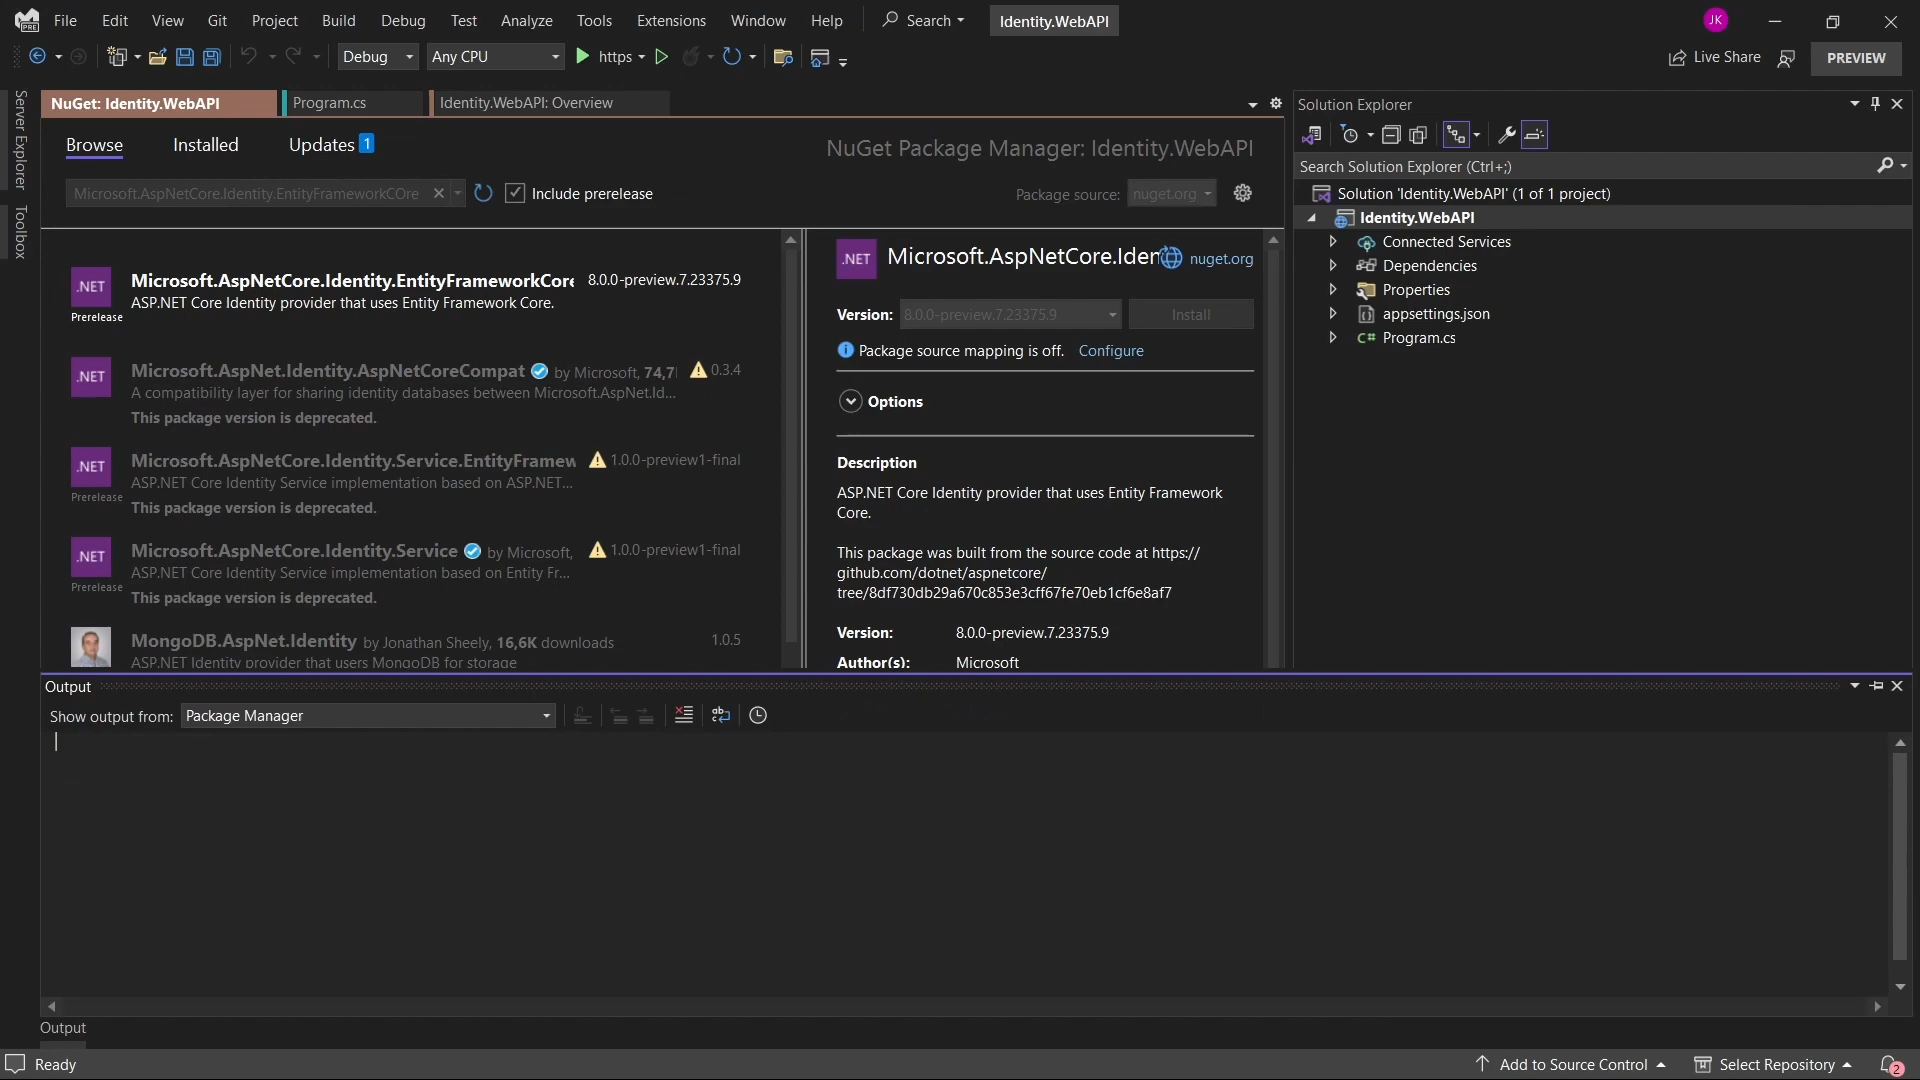 File Edit View Git Project Build Debug Test Analyze Tools Extensions Window Help Search Identity.WebAPI JK
PRE
Debug Any CPU https Live Share PREVIEW
Server Explorer
Toolbox
NuGet: Identity.WebAPI Program.cs Identity.WebAPI: Overview
Browse Installed Updates 1 NuGet Package Manager: Identity.WebAPI
Microsoft.AspNetCore.Identity.EntityFrameworkCOre Include prerelease Package source: nuget.org
.NET Microsoft.AspNetCore.Identity.EntityFrameworkCore 8.0.0-preview.7.23375.9
ASP.NET Core Identity provider that uses Entity Framework Core.
Prerelease
.NET Microsoft.AspNet.Identity.AspNetCoreCompat by Microsoft, 74,7 0.3.4
A compatibility layer for sharing identity databases between Microsoft.AspNet.Id...
This package version is deprecated.
.NET Microsoft.AspNetCore.Identity.Service.EntityFramew 1.0.0-preview1-final
ASP.NET Core Identity Service implementation based on ASP.NET...
Prerelease
This package version is deprecated.
.NET Microsoft.AspNetCore.Identity.Service by Microsoft, 1.0.0-preview1-final
ASP.NET Core Identity Service implementation based on Entity Fr...
Prerelease
This package version is deprecated.
MongoDB.AspNet.Identity by Jonathan Sheely, 16,6K downloads 1.0.5
ASP.NET Identity provider that users MongoDB for storage
.NET Microsoft.AspNetCore.Iden nuget.org
Version: 8.0.0-preview.7.23375.9 Install
Package source mapping is off. Configure
Options
Description
ASP.NET Core Identity provider that uses Entity Framework
Core.
This package was built from the source code at https://
github.com/dotnet/aspnetcore/
tree/8df730db29a670c853e3cff67fe70eb1cf6e8af7
Version: 8.0.0-preview.7.23375.9
Author(s): Microsoft
Solution Explorer
Search Solution Explorer (Ctrl+;)
Solution 'Identity.WebAPI' (1 of 1 project)
Identity.WebAPI
Connected Services
Dependencies
Properties
appsettings.json
C# Program.cs
Output
Show output from: Package Manager
Output
Ready Add to Source Control Select Repository 2